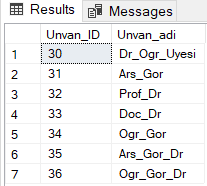 Results Messages
Unvan_ID Unvan_adi
1 30 Dr_Ogr_Uyesi
2 31 Ars_Gor
3 32 Prof_Dr
4 33 Doc_Dr
5 34 Ogr_Gor
6 35 Ars_Gor_Dr
7 36 Ogr_Gor_Dr